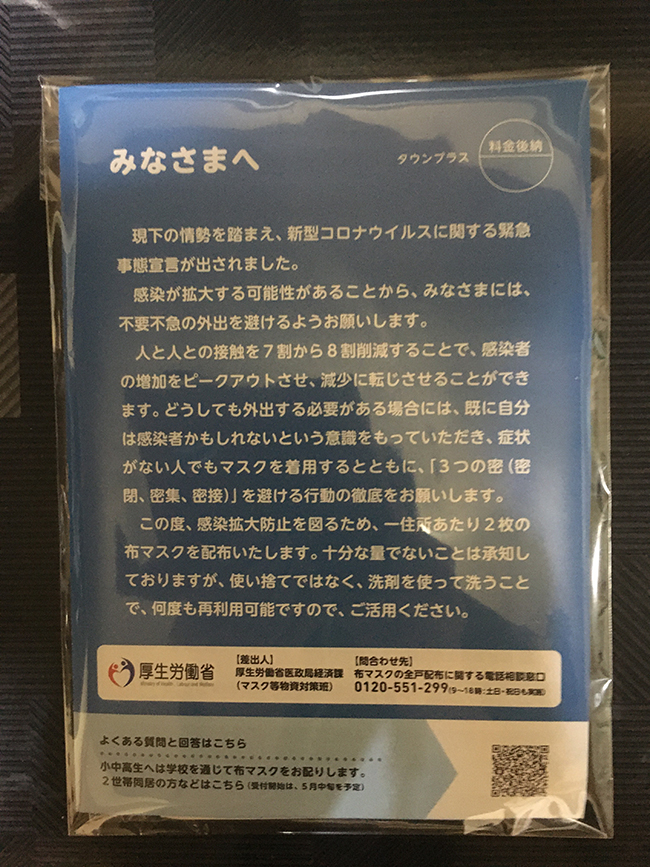 みなさまへ
タウンプラス
料金後納
現下の情勢を踏まえ、新型コロナウイルスに関する緊急
事態宣言が出されました。
感染が拡大する可能性があることから、みなさまには、
不要不急の外出を避けるようお願いします。
人と人との接触を7割から8割削減することで、感染者
の増加をピークアウトさせ、減少に転じさせることができ
ます。どうしても外出する必要がある場合には、既に自分
は感染者かもしれないという意識をもっていただき、症状
がない人でもマスクを着用するとともに、「3つの密(密
閉、密集、密接)」を避ける行動の徹底をお願いします。
この度、感染拡大防止を図るため、一住所あたり2枚の
布マスクを配布いたします。十分な量でないことは承知し
ておりますが、使い捨てではなく、洗剤を使って洗うこと
で、何度も再利用可能ですので、ご活用ください。
厚生労働省
Ministry of Health, Labour and Welfare
【差出人】
厚生労働省医政局経済課
(マスク等物資対策班)
【問合わせ先】
布マスクの全戸配布に関する電話相談窓口
0120-551-299(9～18時:土日・祝日も実施)
よくある質問と回答はこちら
小中高生へは学校を通じて布マスクをお配りします。
2世帯同居の方などはこちら(受付開始は、5月中旬を予定)